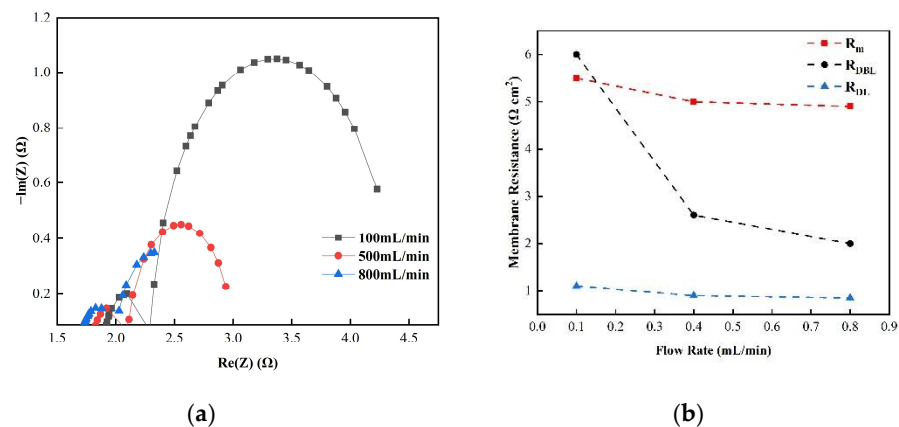 1.2
1.0
0.8
0.6
0.4
0.2
−Im(Z) (Ω)
100mL/min
500mL/min
800mL/min
1.5 2.0 2.5 3.0 3.5 4.0 4.5
Re(Z) (Ω)
(a)
R_m
R_DBL
R_DL
6
5
4
3
2
1
Membrane Resistance (Ω cm²)
0.0 0.1 0.2 0.3 0.4 0.5 0.6 0.7 0.8 0.9
Flow Rate (mL/min)
(b)